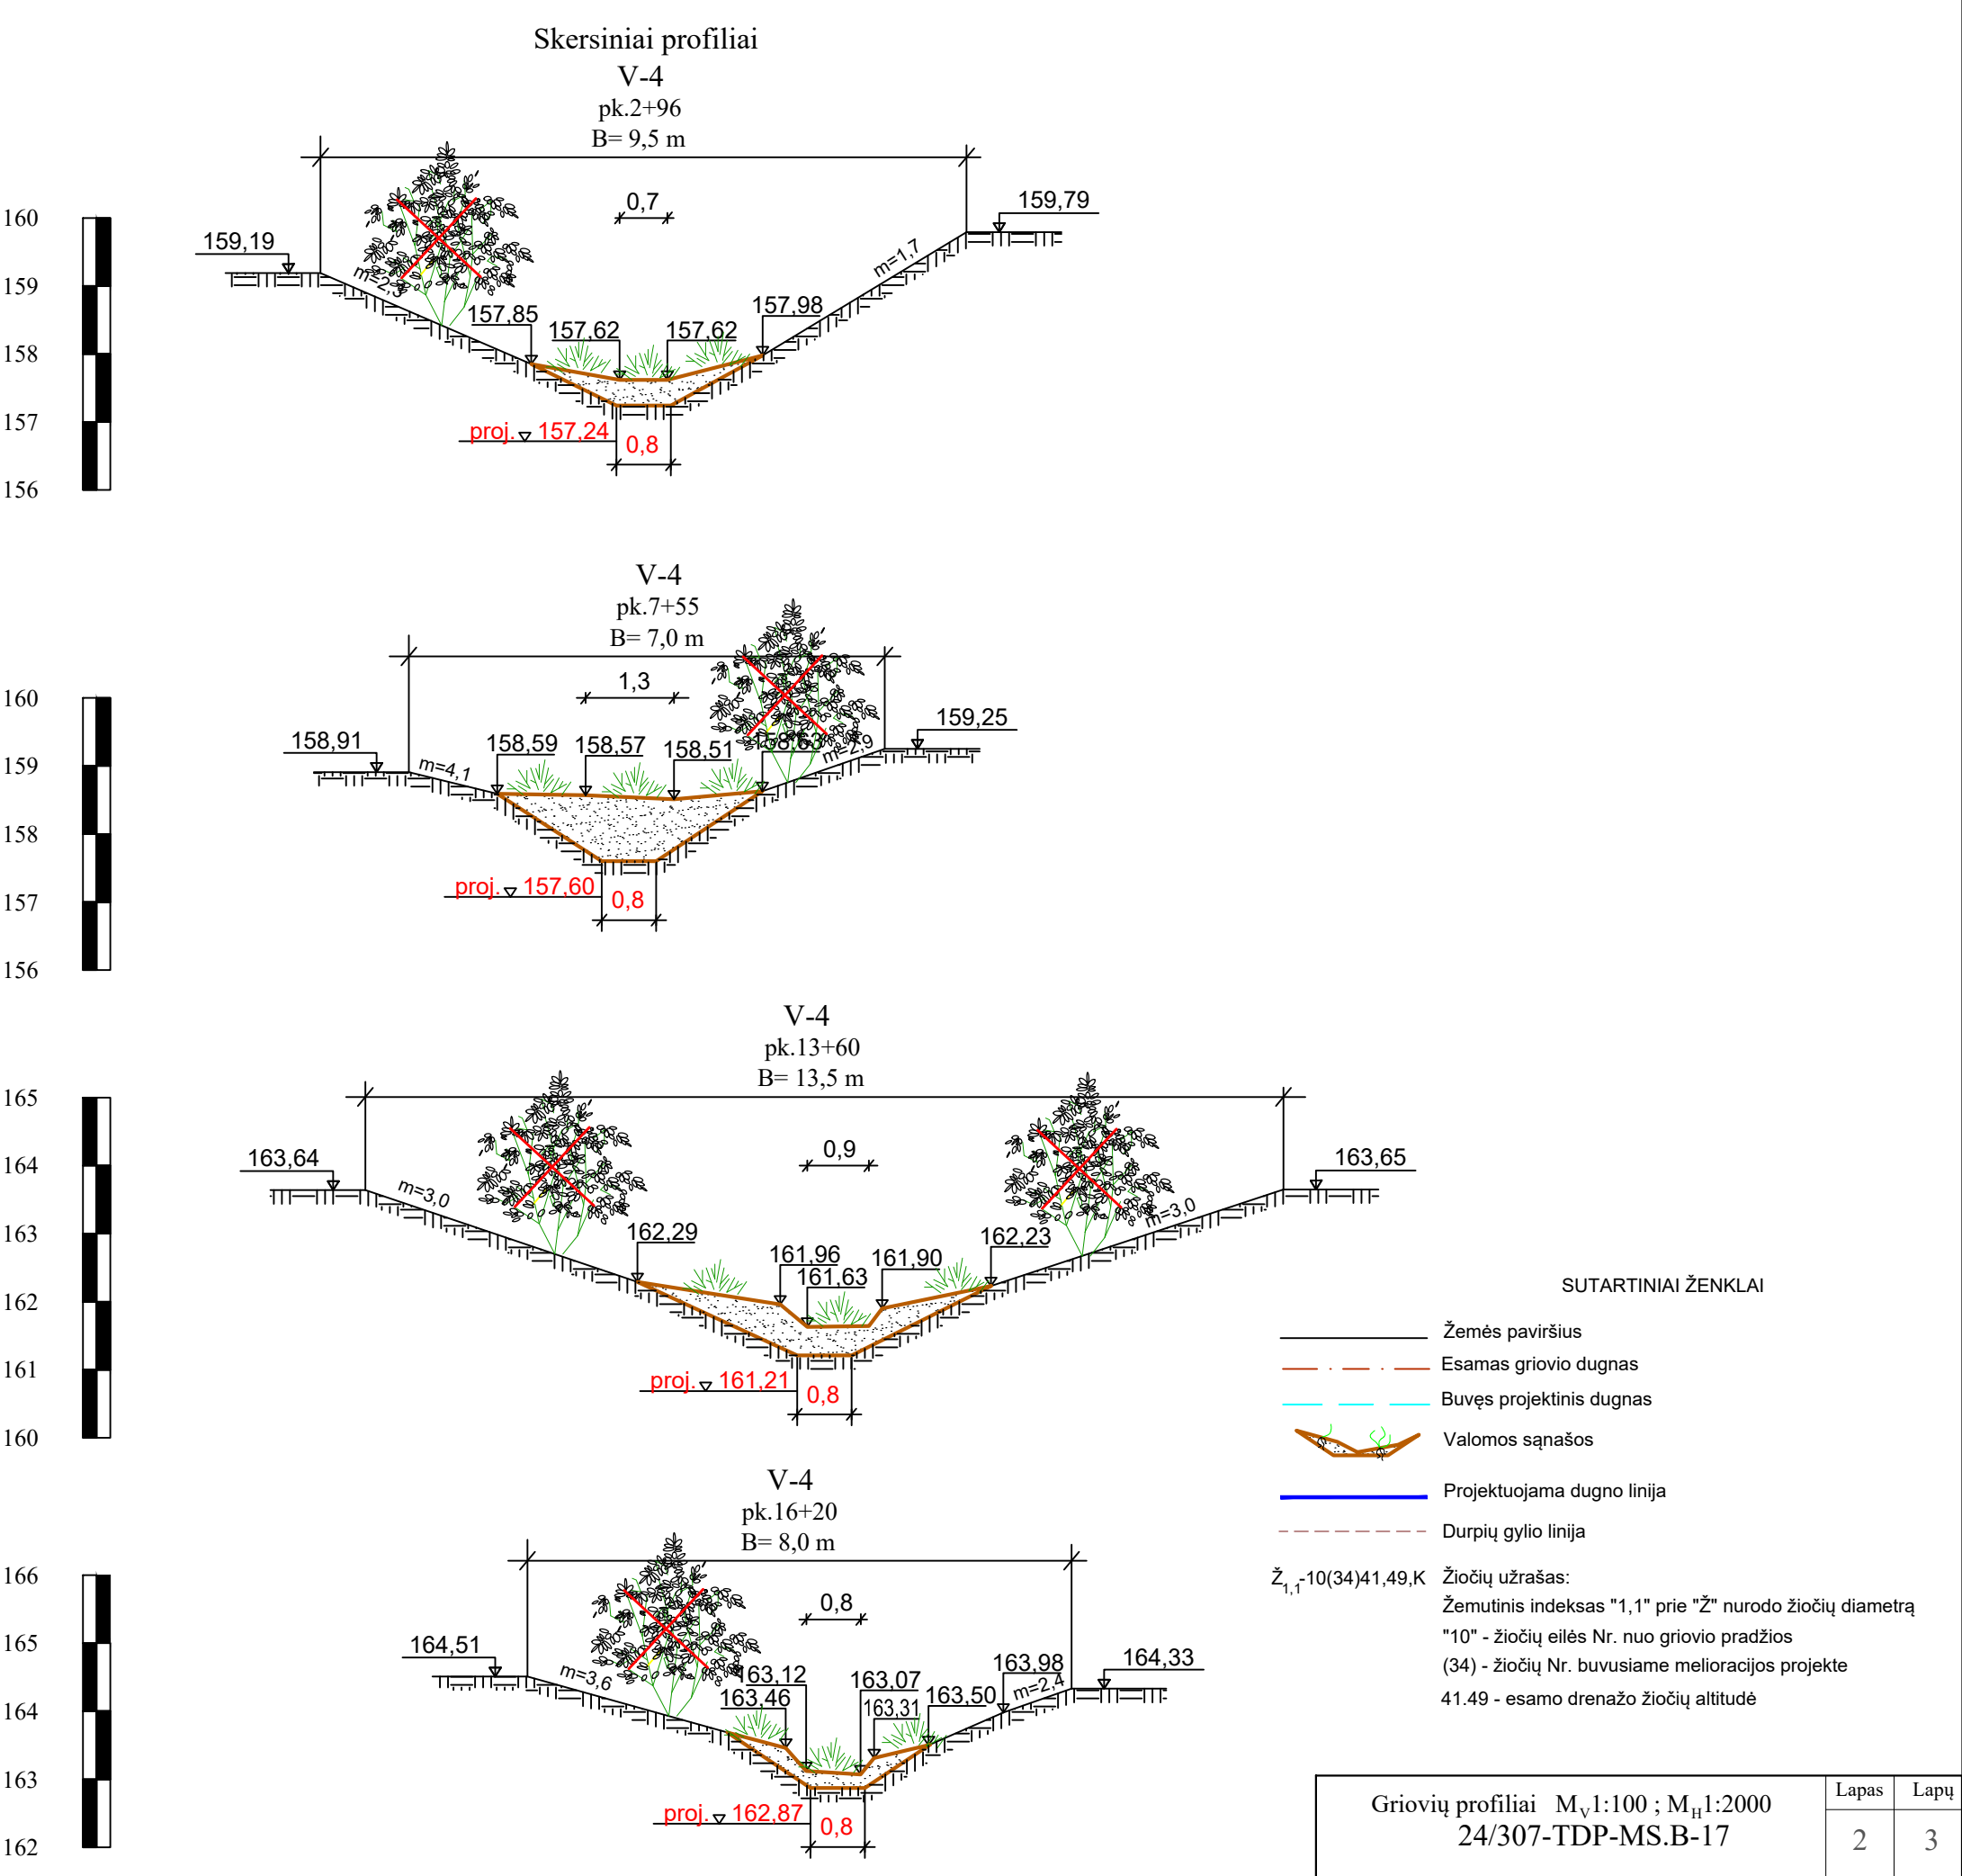 Skersiniai profiliai
V-4
pk.2+96
B= 9,5 m
0,7
159,79
159,19
m=2,3
m=1,7
157,85
157,62
157,62
157,98
proj. 157,24
0,8
160
159
158
157
156
V-4
pk.7+55
B= 7,0 m
1,3
159,25
158,91
m=4,1
158,59
158,57
158,51
158,63
m=2,9
proj. 157,60
0,8
160
159
158
157
156
V-4
pk.13+60
B= 13,5 m
0,9
163,64
163,65
m=3,0
m=3,0
162,29
161,96
161,63
161,90
162,23
proj. 161,21
0,8
165
164
163
162
161
160
V-4
pk.16+20
B= 8,0 m
0,8
164,51
164,33
m=3,6
163,12
163,46
163,07
163,31
163,50
163,98
m=2,4
proj. 162,87
0,8
166
165
164
163
162
SUTARTINIAI ŽENKLAI
Žemės paviršius
Esamas griovio dugnas
Buvęs projektinis dugnas
Valomos sąnašos
Projektuojama dugno linija
Durpių gylio linija
Ž1,1-10(34)41,49,K Žiočių užrašas:
Žemutinis indeksas "1,1" prie "Ž" nurodo žiočių diametrą
"10" - žiočių eilės Nr. nuo griovio pradžios
(34) - žiočių Nr. buvusiame melioracijos projekte
41.49 - esamo drenažo žiočių altitudė
Griovių profiliai MV1:100 ; MH1:2000
24/307-TDP-MS.B-17
Lapas Lapų
2 3